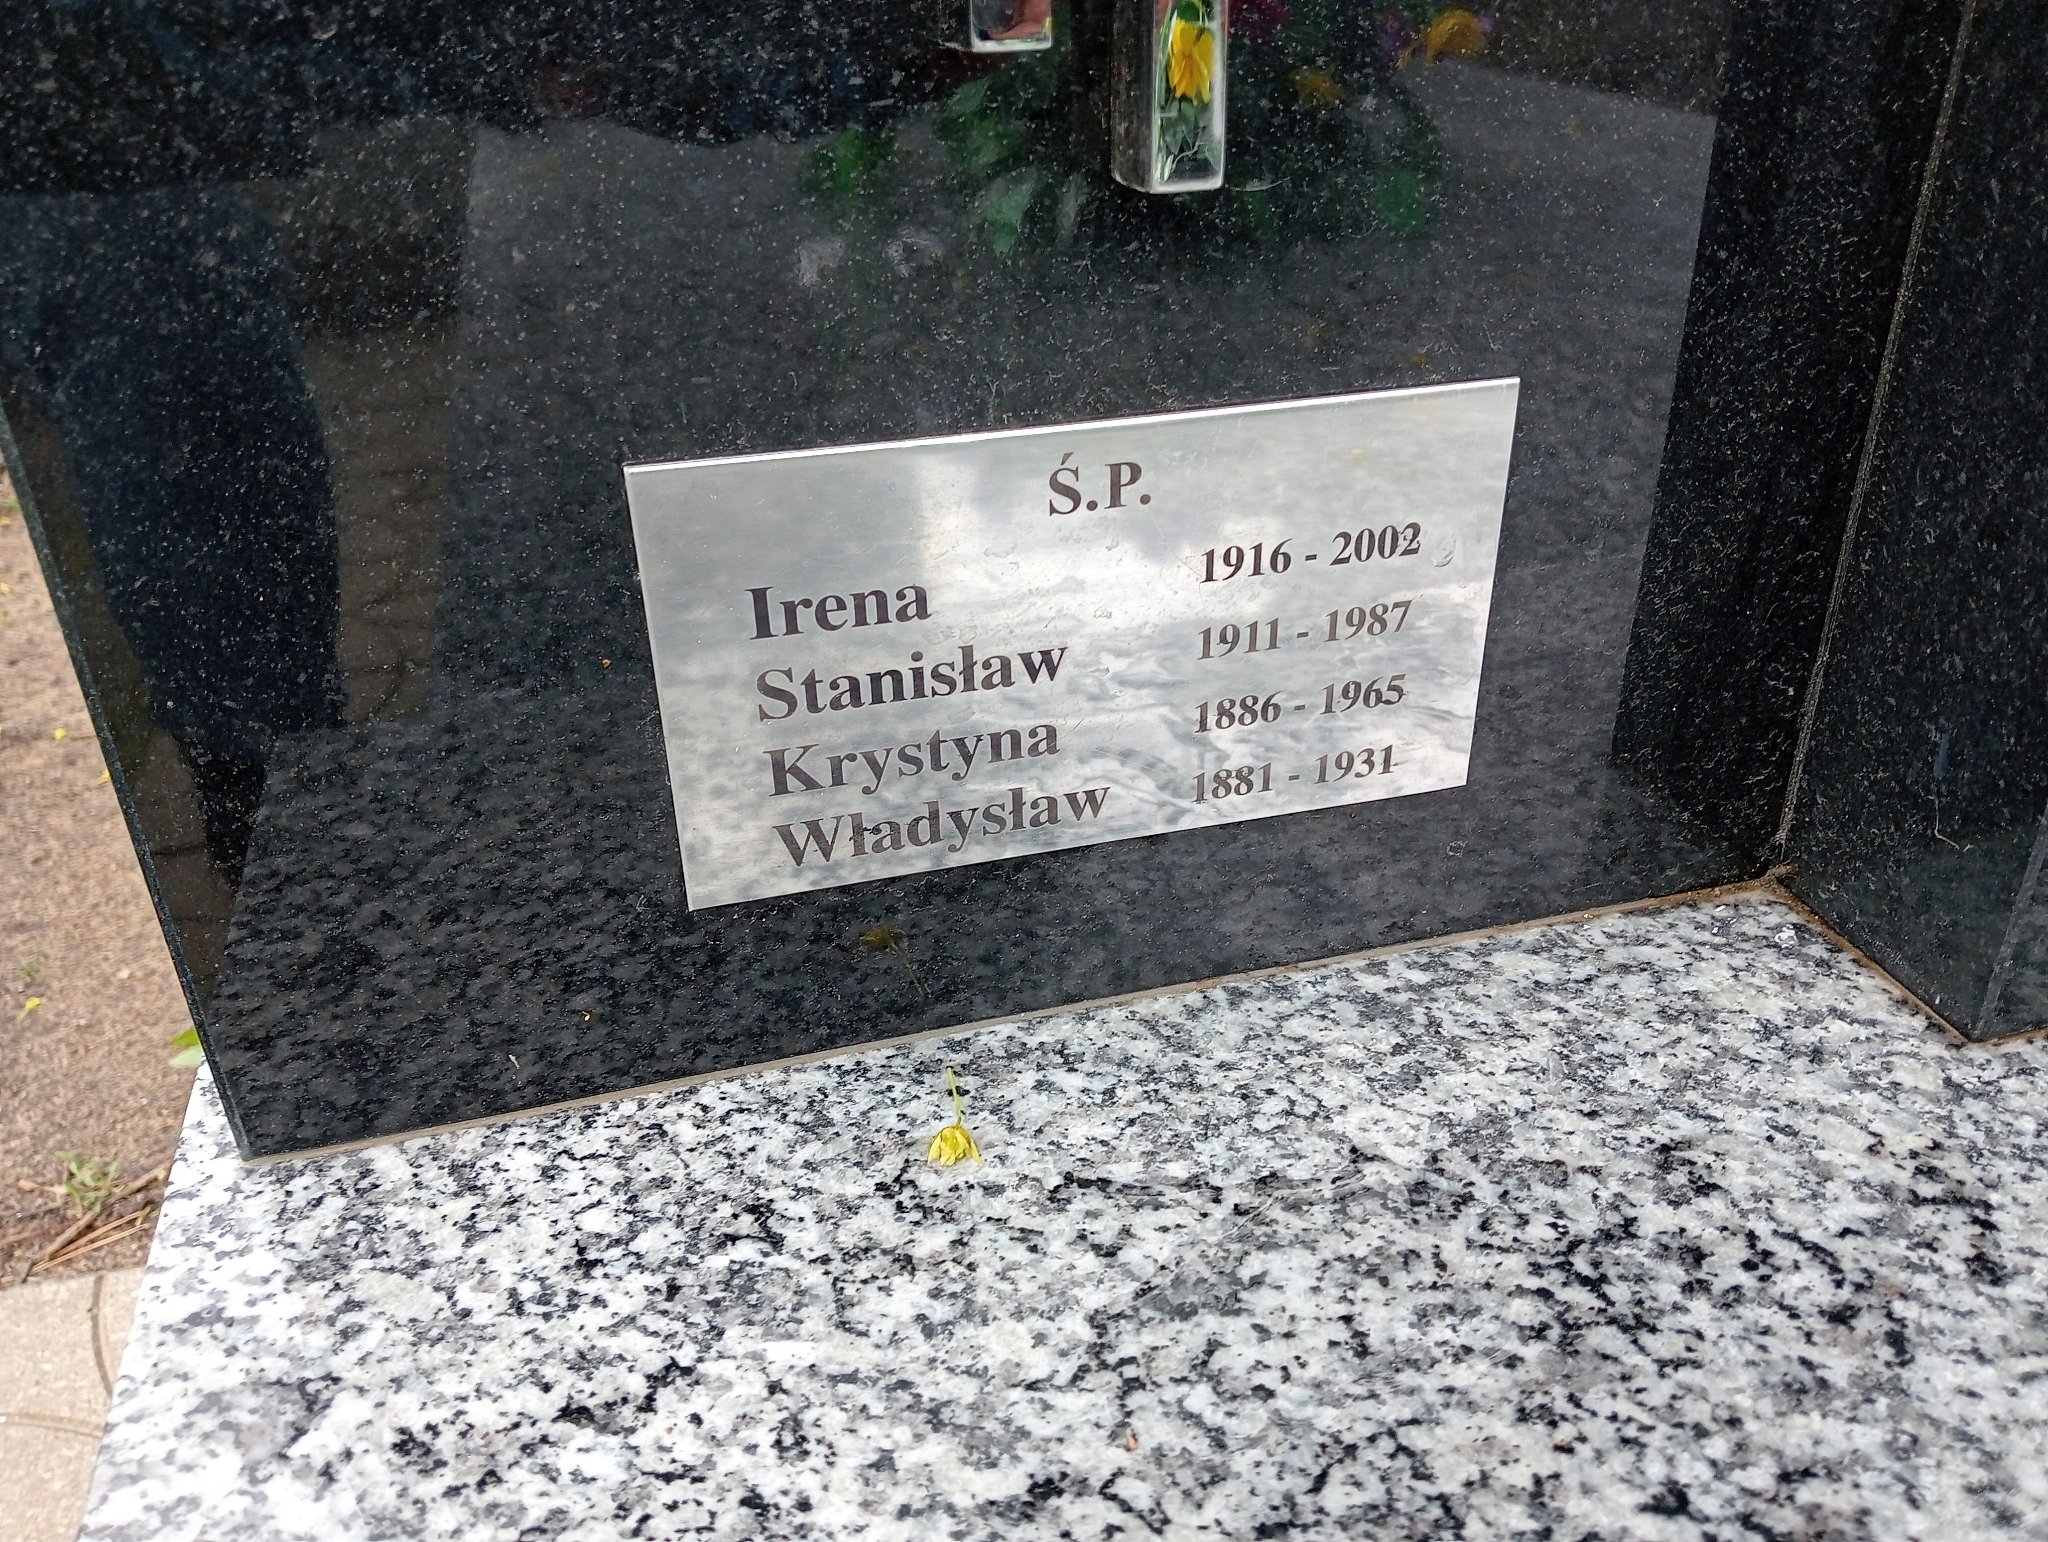 Ś.P.
Irena 1916 - 2002
Stanisław 1911 - 1987
Krystyna 1886 - 1965
Władysław 1881 - 1931